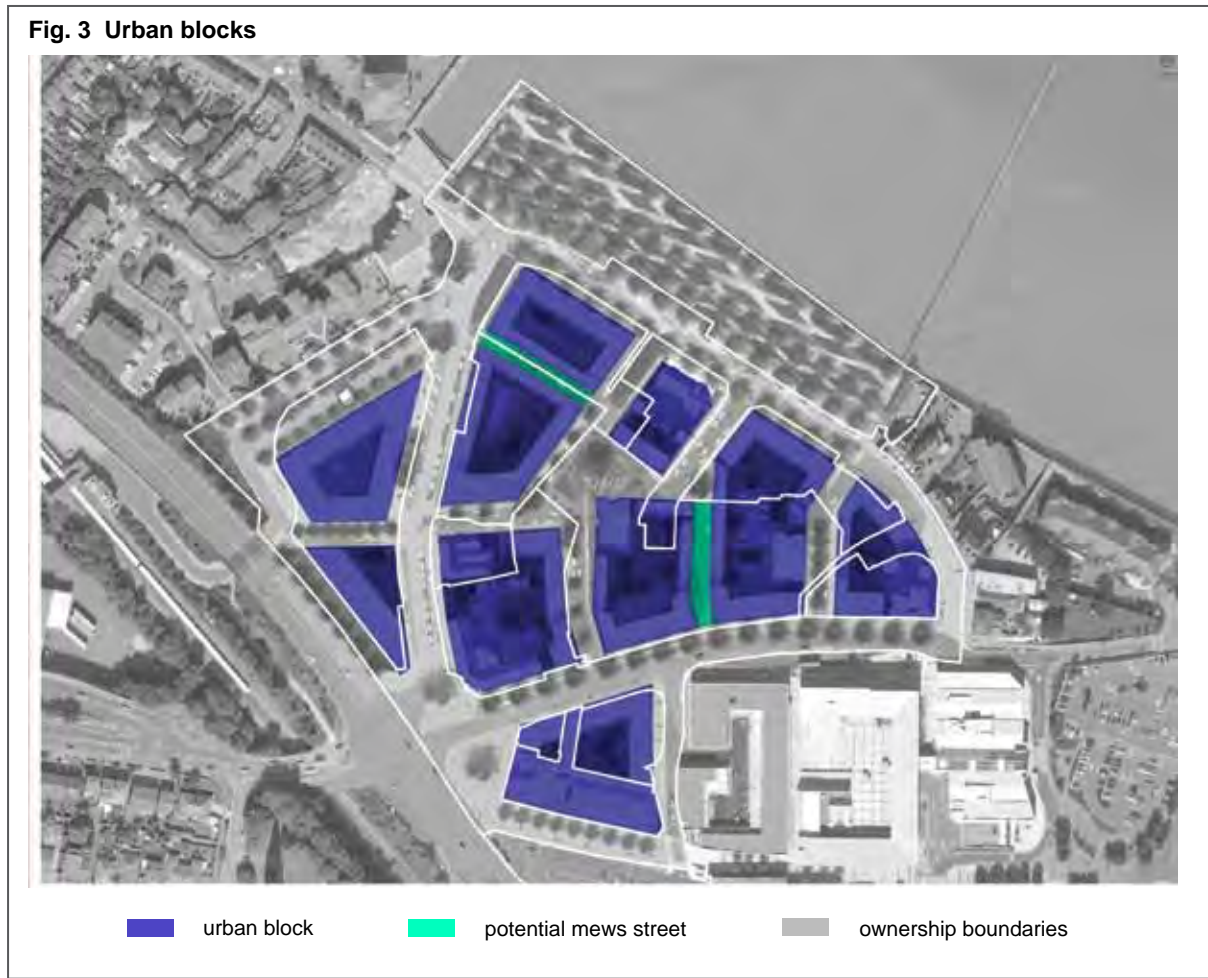 Fig. 3 Urban blocks
urban block
potential mews street
ownership boundaries